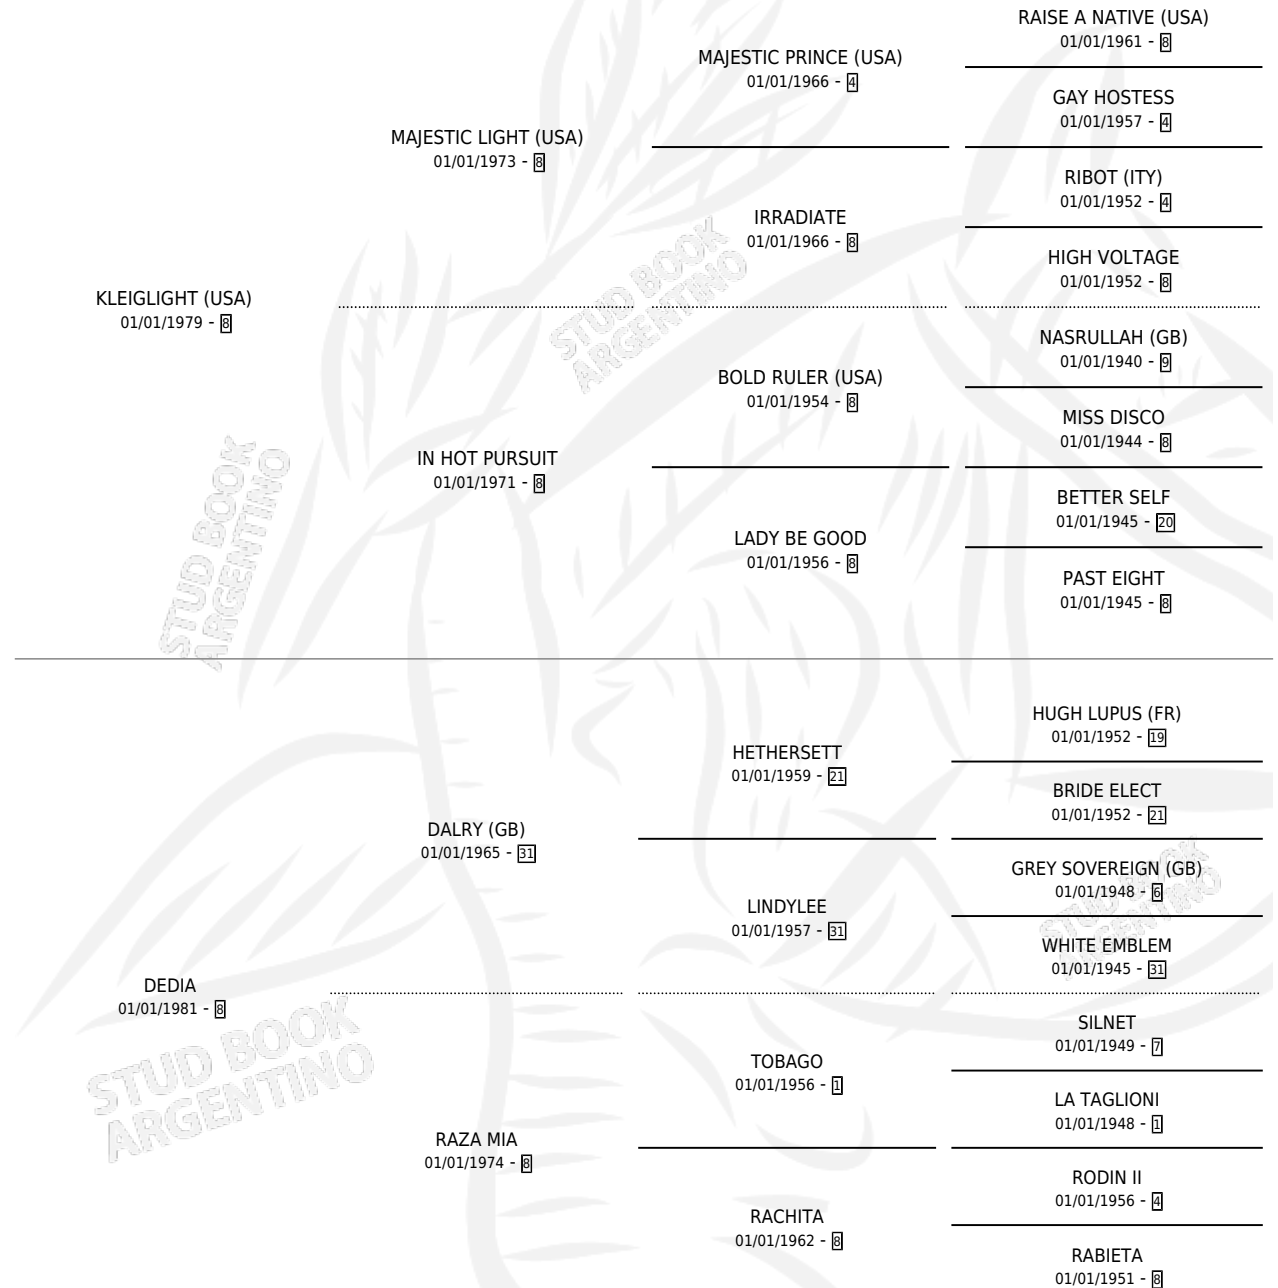 RAISE A NATIVE (USA)
01/01/1961 - 8
MAJESTIC PRINCE (USA)
01/01/1966 - 4
GAY HOSTESS
01/01/1957 - 4
MAJESTIC LIGHT (USA)
01/01/1973 - 8
RIBOT (ITY)
01/01/1952 - 4
IRRADIATE
01/01/1966 - 8
HIGH VOLTAGE
01/01/1952 - 8
KLEIGLIGHT (USA)
01/01/1979 - 8
NASRULLAH (GB)
01/01/1940 - 9
BOLD RULER (USA)
01/01/1954 - 8
MISS DISCO
01/01/1944 - 8
IN HOT PURSUIT
01/01/1971 - 8
BETTER SELF
01/01/1945 - 20
LADY BE GOOD
01/01/1956 - 8
PAST EIGHT
01/01/1945 - 8
HUGH LUPUS (FR)
01/01/1952 - 19
HETHERSETT
01/01/1959 - 21
BRIDE ELECT
01/01/1952 - 21
DALRY (GB)
01/01/1965 - 31
GREY SOVEREIGN (GB)
01/01/1948 - 6
LINDYLEE
01/01/1957 - 31
WHITE EMBLEM
01/01/1945 - 31
DEDIA
01/01/1981 - 8
SILNET
01/01/1949 - 7
TOBAGO
01/01/1956 - 1
LA TAGLIONI
01/01/1948 - 1
RAZA MIA
01/01/1974 - 8
RODIN II
01/01/1956 - 4
RACHITA
01/01/1962 - 8
RABIETA
01/01/1951 - 8
STUD BOOK
ARGENTINO
STUD BOOK
ARGENTINO
STUD BOOK
ARGENTINO
STUD BOOK
ARGENTINO